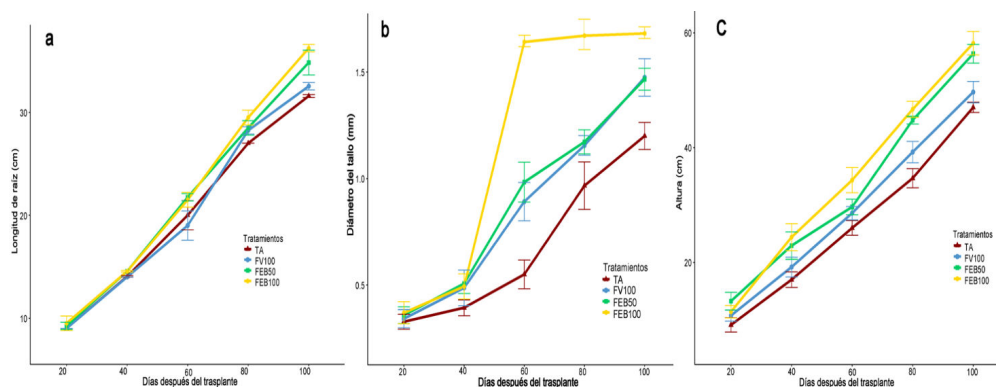 a
Longitud de raíz (cm)
30
20
10
Tratamientos
TA
FV100
FEB50
FEB100
20 40 60 80 100
Días después del trasplante
b
Diámetro del tallo (mm)
1.5
1.0
0.5
Tratamientos
TA
FV100
FEB50
FEB100
20 40 60 80 100
Días después del trasplante
C
Altura (cm)
60
40
20
Tratamientos
TA
FV100
FEB50
FEB100
20 40 60 80 100
Días después del trasplante